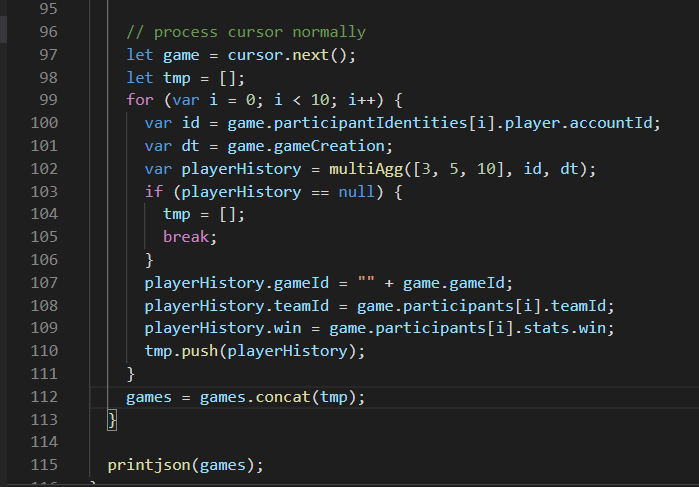 95
96 // process cursor normally
97 let game = cursor.next();
98 let tmp = [];
99 for (var i = 0; i < 10; i++) {
100 var id = game.participantIdentities[i].player.accountId;
101 var dt = game.gameCreation;
102 var playerHistory = multiAgg([3, 5, 10], id, dt);
103 if (playerHistory == null) {
104 tmp = [];
105 break;
106 }
107 playerHistory.gameId = "" + game.gameId;
108 playerHistory.teamId = game.participants[i].teamId;
109 playerHistory.win = game.participants[i].stats.win;
110 tmp.push(playerHistory);
111 }
112 games = games.concat(tmp);
113 }
114
115 printjson(games);